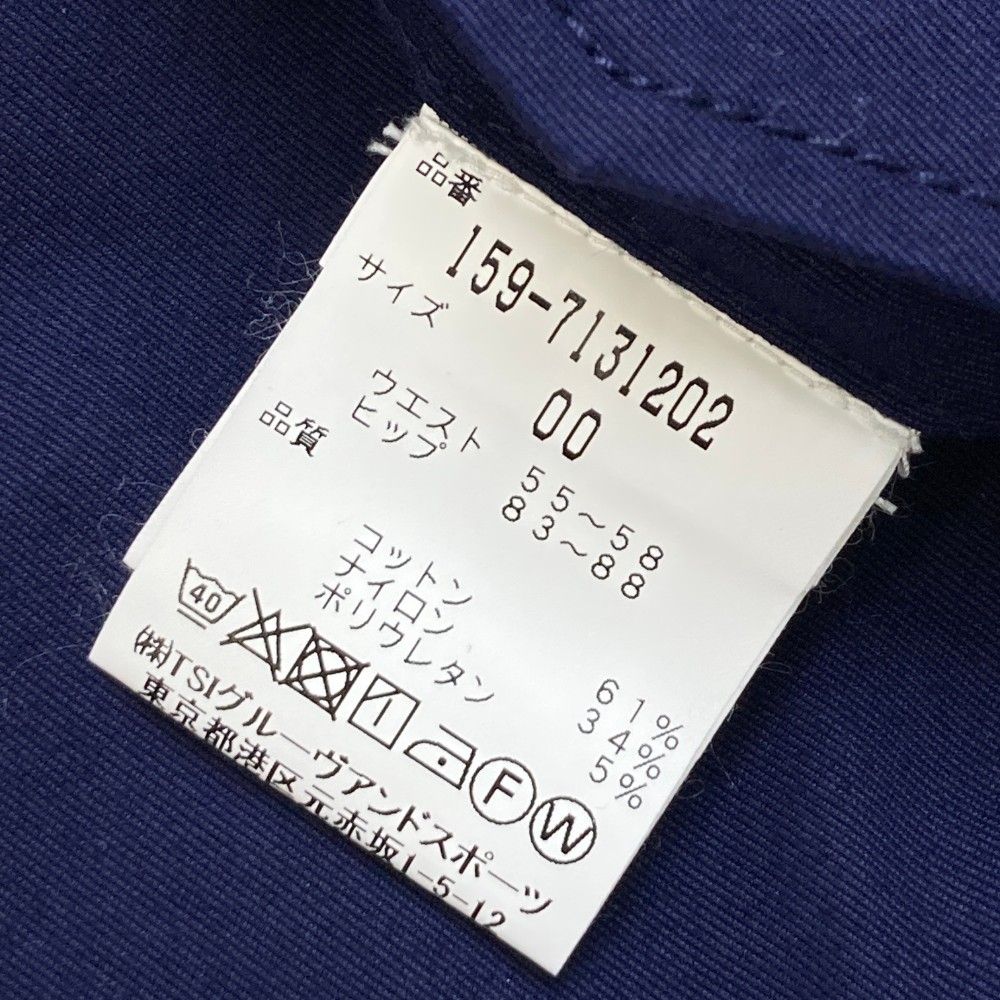 品番
159-7131202
サイズ
00
ウエスト 55~58
ヒップ 83~88
品質
コットン 61%
ナイロン 34%
ポリウレタン 5%
40
F W
(株)TSIグルーヴアンドスポーツ
東京都港区元赤坂1-5-12